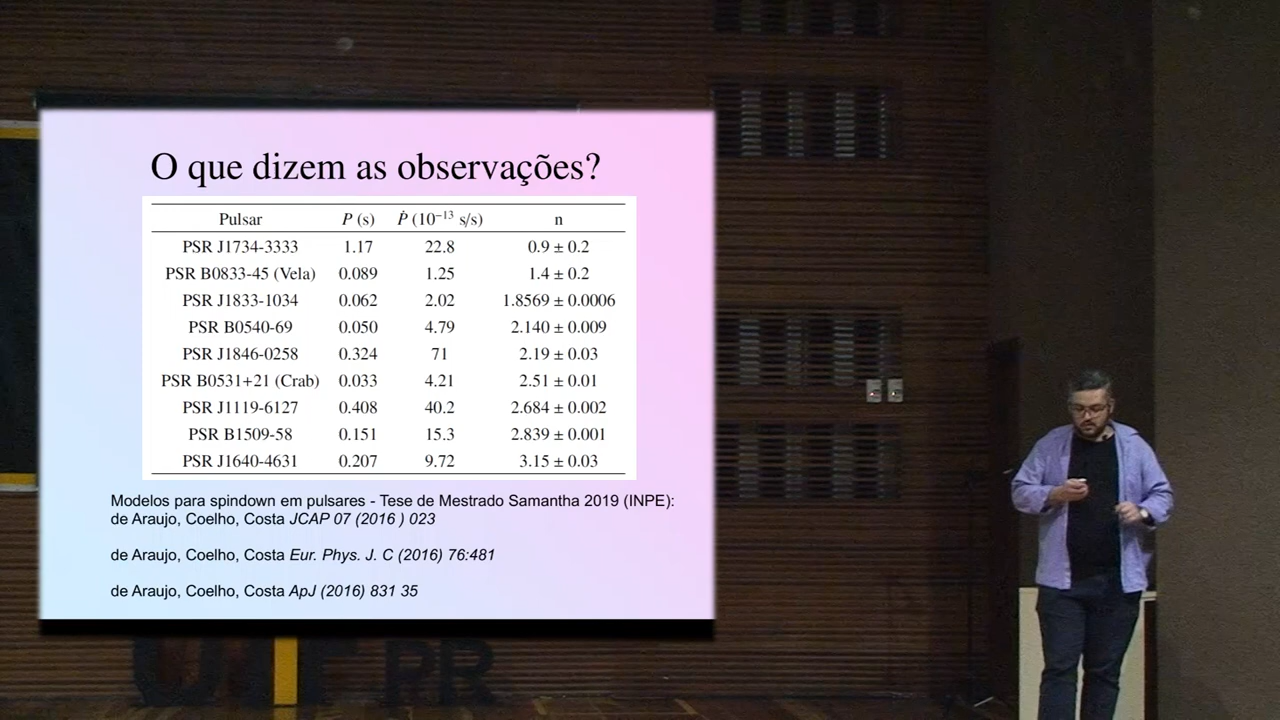 O que dizem as observações?
Pulsar P (s) Ṗ (10⁻¹³ s/s) n
PSR J1734-3333 1.17 22.8 0.9 ± 0.2
PSR B0833-45 (Vela) 0.089 1.25 1.4 ± 0.2
PSR J1833-1034 0.062 2.02 1.8569 ± 0.0006
PSR B0540-69 0.050 4.79 2.140 ± 0.009
PSR J1846-0258 0.324 71 2.19 ± 0.03
PSR B0531+21 (Crab) 0.033 4.21 2.51 ± 0.01
PSR J1119-6127 0.408 40.2 2.684 ± 0.002
PSR B1509-58 0.151 15.3 2.839 ± 0.001
PSR J1640-4631 0.207 9.72 3.15 ± 0.03
Modelos para spindown em pulsares - Tese de Mestrado Samantha 2019 (INPE):
de Araujo, Coelho, Costa JCAP 07 (2016 ) 023
de Araujo, Coelho, Costa Eur. Phys. J. C (2016) 76:481
de Araujo, Coelho, Costa ApJ (2016) 831 35
UTFPR